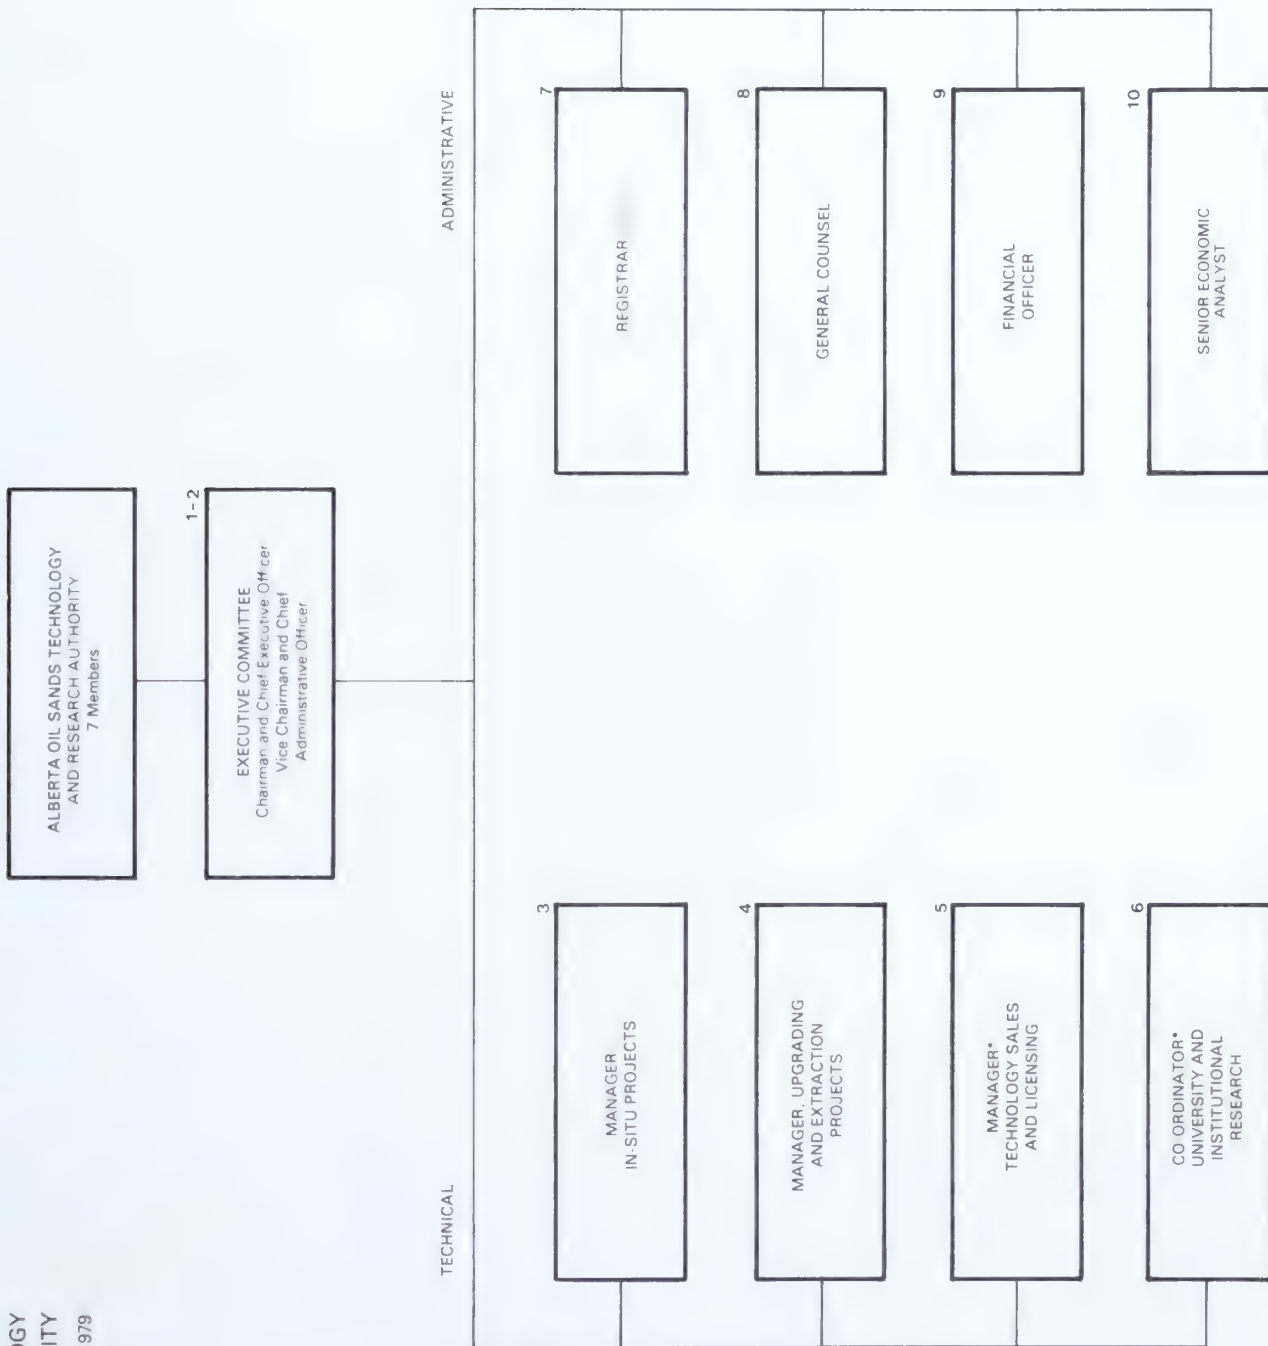 OGY
ITY
979
ALBERTA OIL SANDS TECHNOLOGY
AND RESEARCH AUTHORITY
7 Members
1-2
EXECUTIVE COMMITTEE
Chairman and Chief Executive Officer
Vice Chairman and Chief
Administrative Officer
TECHNICAL
ADMINISTRATIVE
3
MANAGER
IN-SITU PROJECTS
4
MANAGER, UPGRADING
AND EXTRACTION
PROJECTS
5
MANAGER*
TECHNOLOGY SALES
AND LICENSING
6
CO ORDINATOR*
UNIVERSITY AND
INSTITUTIONAL
RESEARCH
7
REGISTRAR
8
GENERAL COUNSEL
9
FINANCIAL
OFFICER
10
SENIOR ECONOMIC
ANALYST